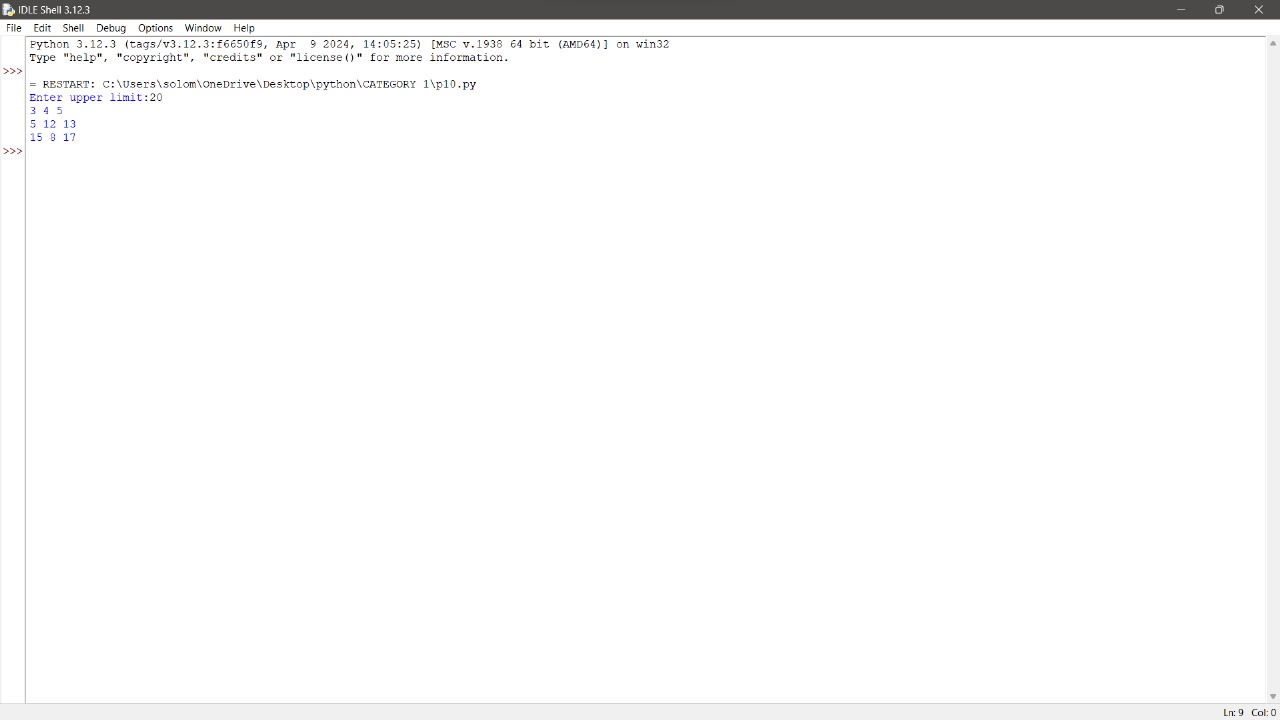 IDLE Shell 3.12.3
File Edit Shell Debug Options Window Help
Python 3.12.3 (tags/v3.12.3:f6650f9, Apr  9 2024, 14:05:25) [MSC v.1938 64 bit (AMD64)] on win32
Type "help", "copyright", "credits" or "license()" for more information.
>>>
= RESTART: C:\Users\solom\OneDrive\Desktop\python\CATEGORY 1\p10.py
Enter upper limit:20
3 4 5
5 12 13
15 8 17
>>>
Ln: 9 Col: 0